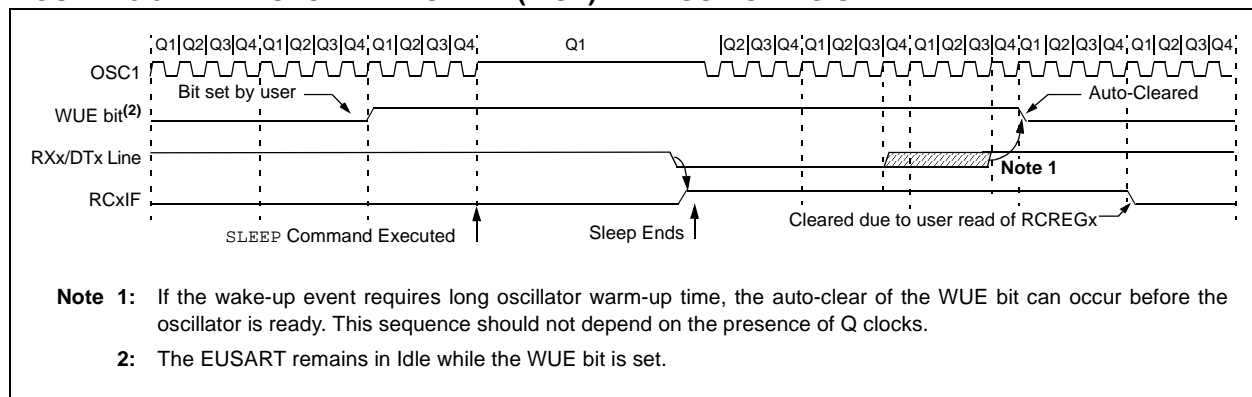 Q1 Q2 Q3 Q4 Q1 Q2 Q3 Q4 Q1 Q2 Q3 Q4 Q1 Q2 Q3 Q4 Q1 Q2 Q3 Q4 Q1 Q2 Q3 Q4 Q1 Q2 Q3 Q4 Q1 Q2 Q3 Q4
OSC1
Bit set by user
Auto-Cleared
WUE bit(2)
RXx/DTx Line
Note 1
RCxIF
Cleared due to user read of RCREGx
SLEEP Command Executed
Sleep Ends
Note 1: If the wake-up event requires long oscillator warm-up time, the auto-clear of the WUE bit can occur before the
oscillator is ready. This sequence should not depend on the presence of Q clocks.
2: The EUSART remains in Idle while the WUE bit is set.